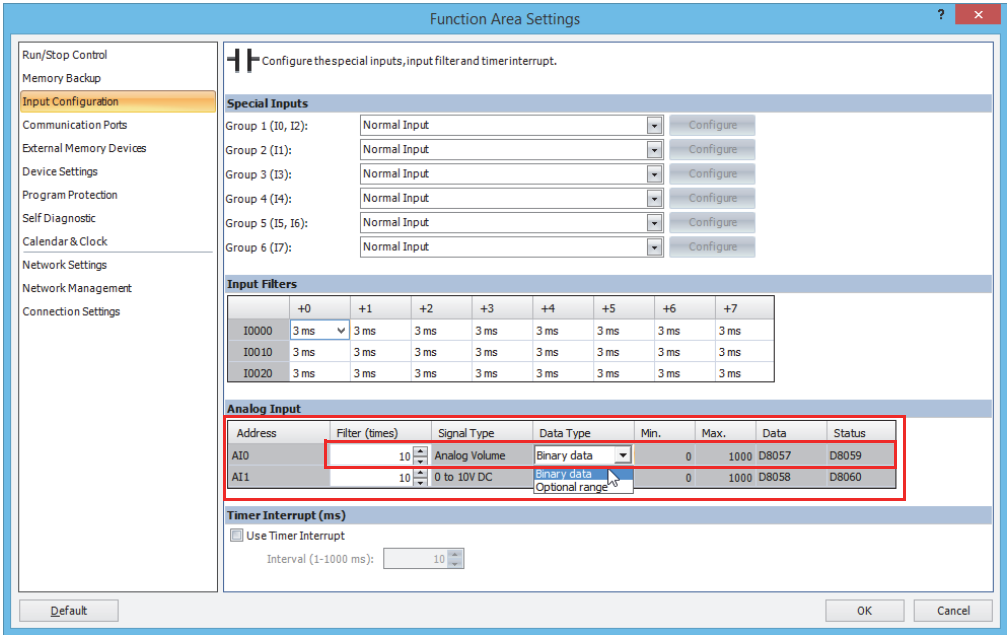 Function Area Settings
?
Run/Stop Control
Memory Backup
Input Configuration
Communication Ports
External Memory Devices
Device Settings
Program Protection
Self Diagnostic
Calendar & Clock
Network Settings
Network Management
Connection Settings
Configure the special inputs, input filter and timer interrupt.
Special Inputs
Group 1 (I0, I2): Normal Input Configure
Group 2 (I1): Normal Input Configure
Group 3 (I3): Normal Input Configure
Group 4 (I4): Normal Input Configure
Group 5 (I5, I6): Normal Input Configure
Group 6 (I7): Normal Input Configure
Input Filters
+0 +1 +2 +3 +4 +5 +6 +7
I0000 3 ms 3 ms 3 ms 3 ms 3 ms 3 ms 3 ms 3 ms
I0010 3 ms 3 ms 3 ms 3 ms 3 ms 3 ms 3 ms 3 ms
I0020 3 ms 3 ms 3 ms 3 ms 3 ms 3 ms 3 ms 3 ms
Analog Input
Address Filter (times) Signal Type Data Type Min. Max. Data Status
AI0 10 Analog Volume Binary data 0 1000 D8057 D8059
AI1 10 0 to 10V DC Binary data 0 1000 D8058 D8060
Optional range
Timer Interrupt (ms)
Use Timer Interrupt
Interval (1-1000 ms): 10
Default OK Cancel